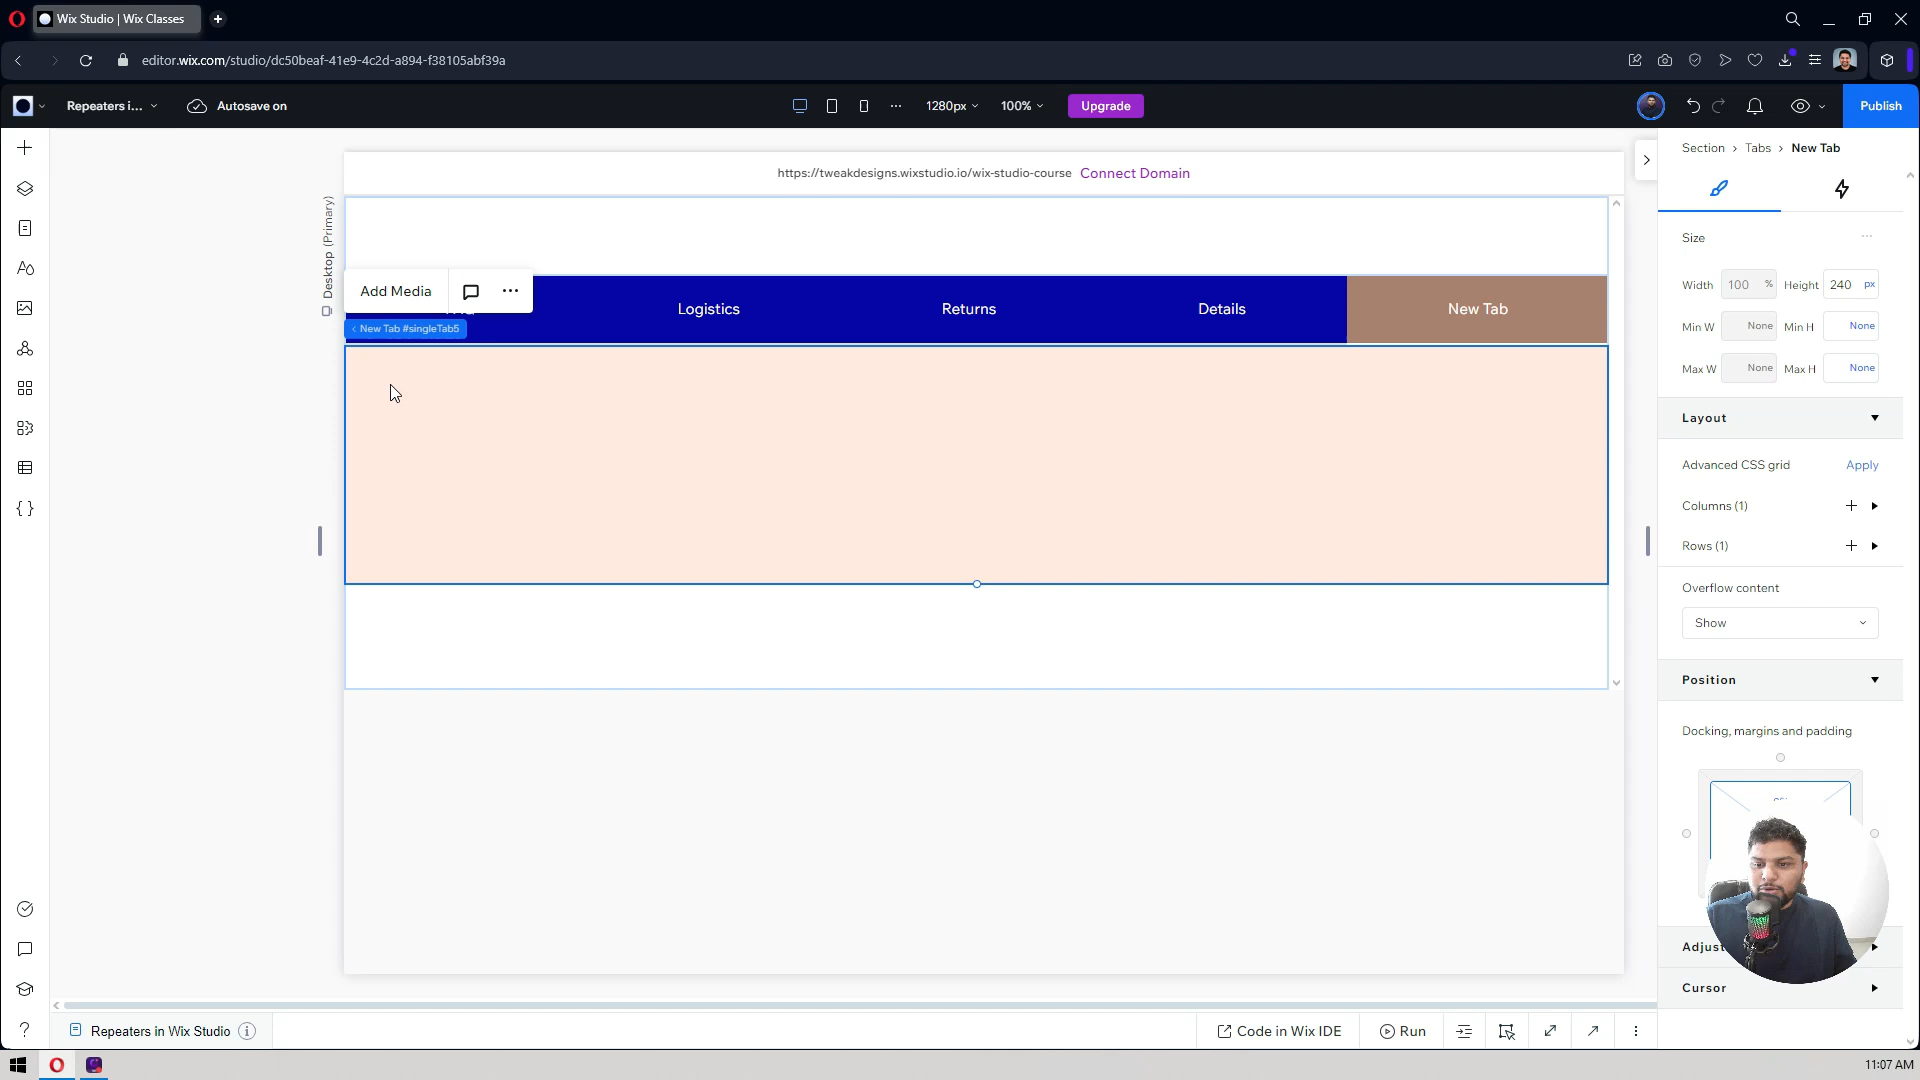 Wix Studio | Wix Classes
editor.wix.com/studio/dc50beaf-41e9-4c2d-a894-f38105abf39a
Repeaters i...
Autosave on
1280px
100%
Upgrade
Publish
https://tweakdesigns.wixstudio.io/wix-studio-course Connect Domain
Desktop (Primary)
Add Media
Logistics
Returns
Details
New Tab
New Tab #singleTab5
Section > Tabs > New Tab
Size
Width 100 % Height 240 px
Min W None Min H None
Max W None Max H None
Layout
Advanced CSS grid Apply
Columns (1)
Rows (1)
Overflow content
Show
Position
Docking, margins and padding
Adjust
Cursor
Repeaters in Wix Studio
Code in Wix IDE
Run
11:07 AM